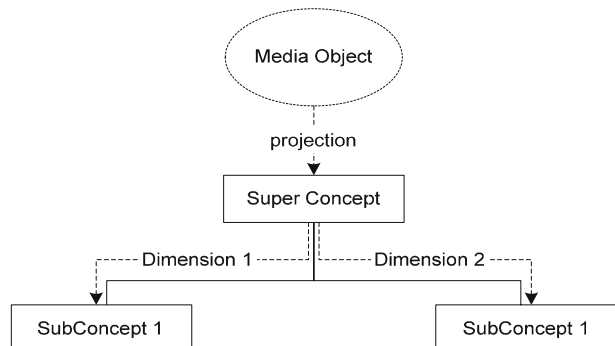 Media Object
projection
Super Concept
Dimension 1
Dimension 2
SubConcept 1
SubConcept 1